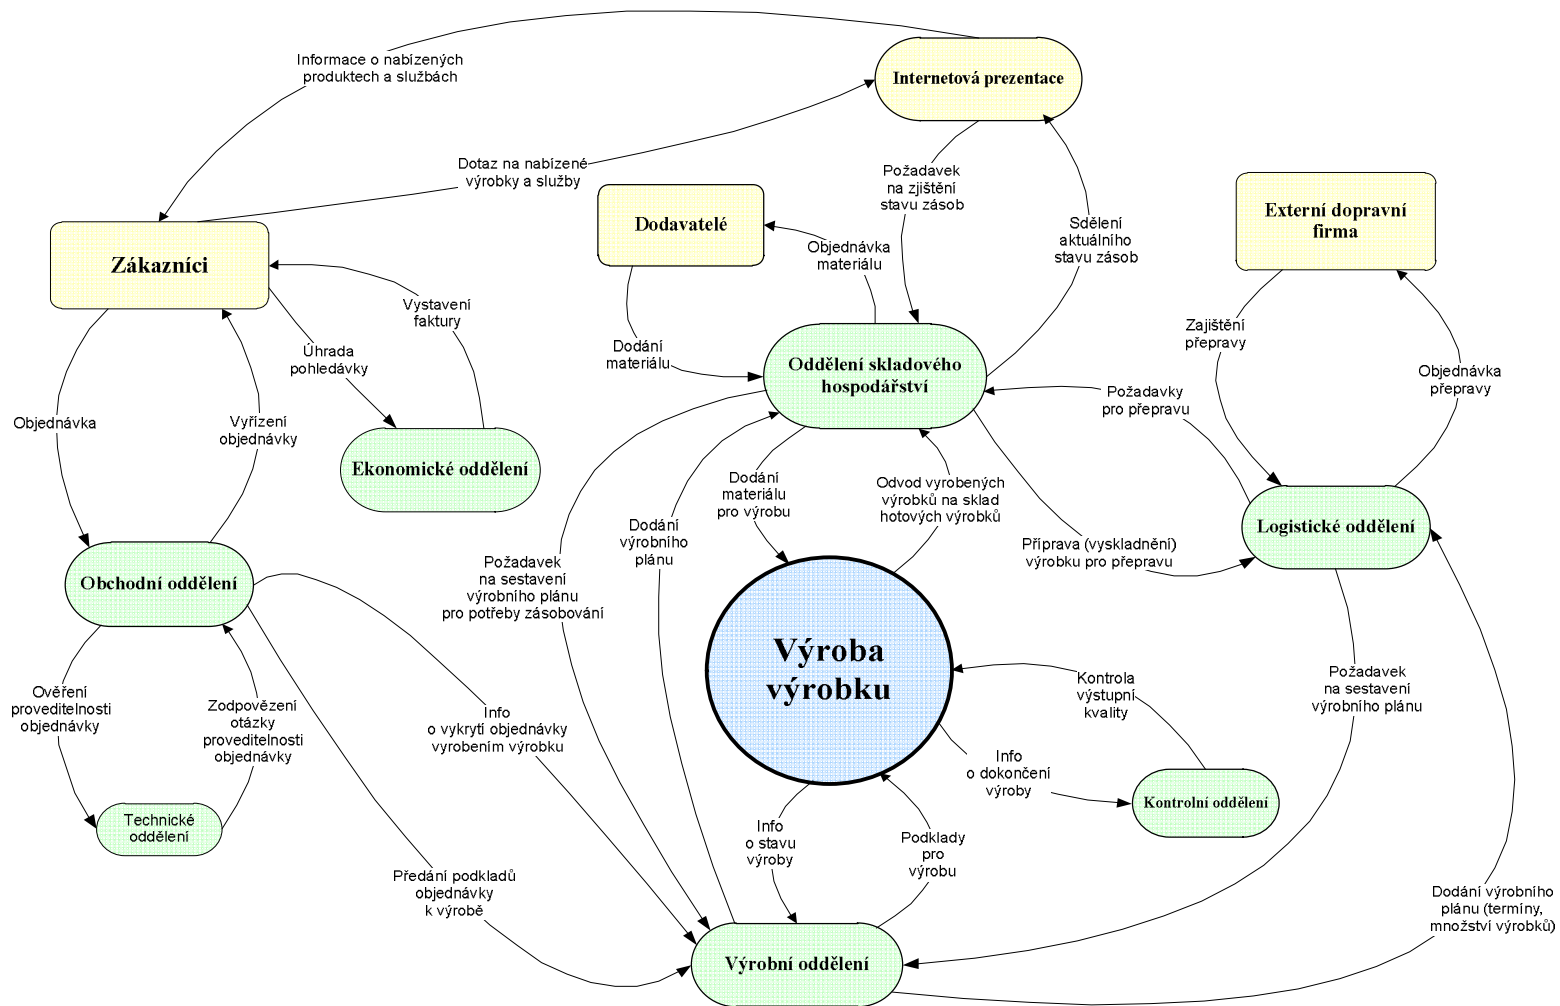 Informace o nabízených
produktech a službách
Internetová prezentace
Dotaz na nabízené
výrobky a služby
Požadavek
na zjištění
stavu zásob
Sdělení
aktuálního
stavu zásob
Dodavatelé
Objednávka
materiálu
Externí dopravní
firma
Zákazníci
Vystavení
faktury
Úhrada
pohledávky
Dodání
materiálu
Oddělení skladového
hospodářství
Zajištění
přepravy
Objednávka
přepravy
Požadavky
pro přepravu
Objednávka
Vyřízení
objednávky
Ekonomické oddělení
Dodání
materiálu
pro výrobu
Odvod vyrobených
výrobků na sklad
hotových výrobků
Logistické oddělení
Dodání
výrobního
plánu
Příprava (vyskladnění)
výrobku pro přepravu
Požadavek
na sestavení
výrobního plánu
pro potřeby zásobování
Obchodní oddělení
Výroba
výrobku
Ověření
proveditelnosti
objednávky
Zodpovězení
otázky
proveditelnosti
objednávky
Info
o vykrytí objednávky
vyrobením výrobku
Kontrola
výstupní
kvality
Požadavek
na sestavení
výrobního plánu
Info
o dokončení
výroby
Kontrolní oddělení
Technické
oddělení
Info
o stavu
výroby
Podklady
pro
výrobu
Předání podkladů
objednávky
k výrobě
Dodání výrobního
plánu (termíny,
množství výrobků)
Výrobní oddělení